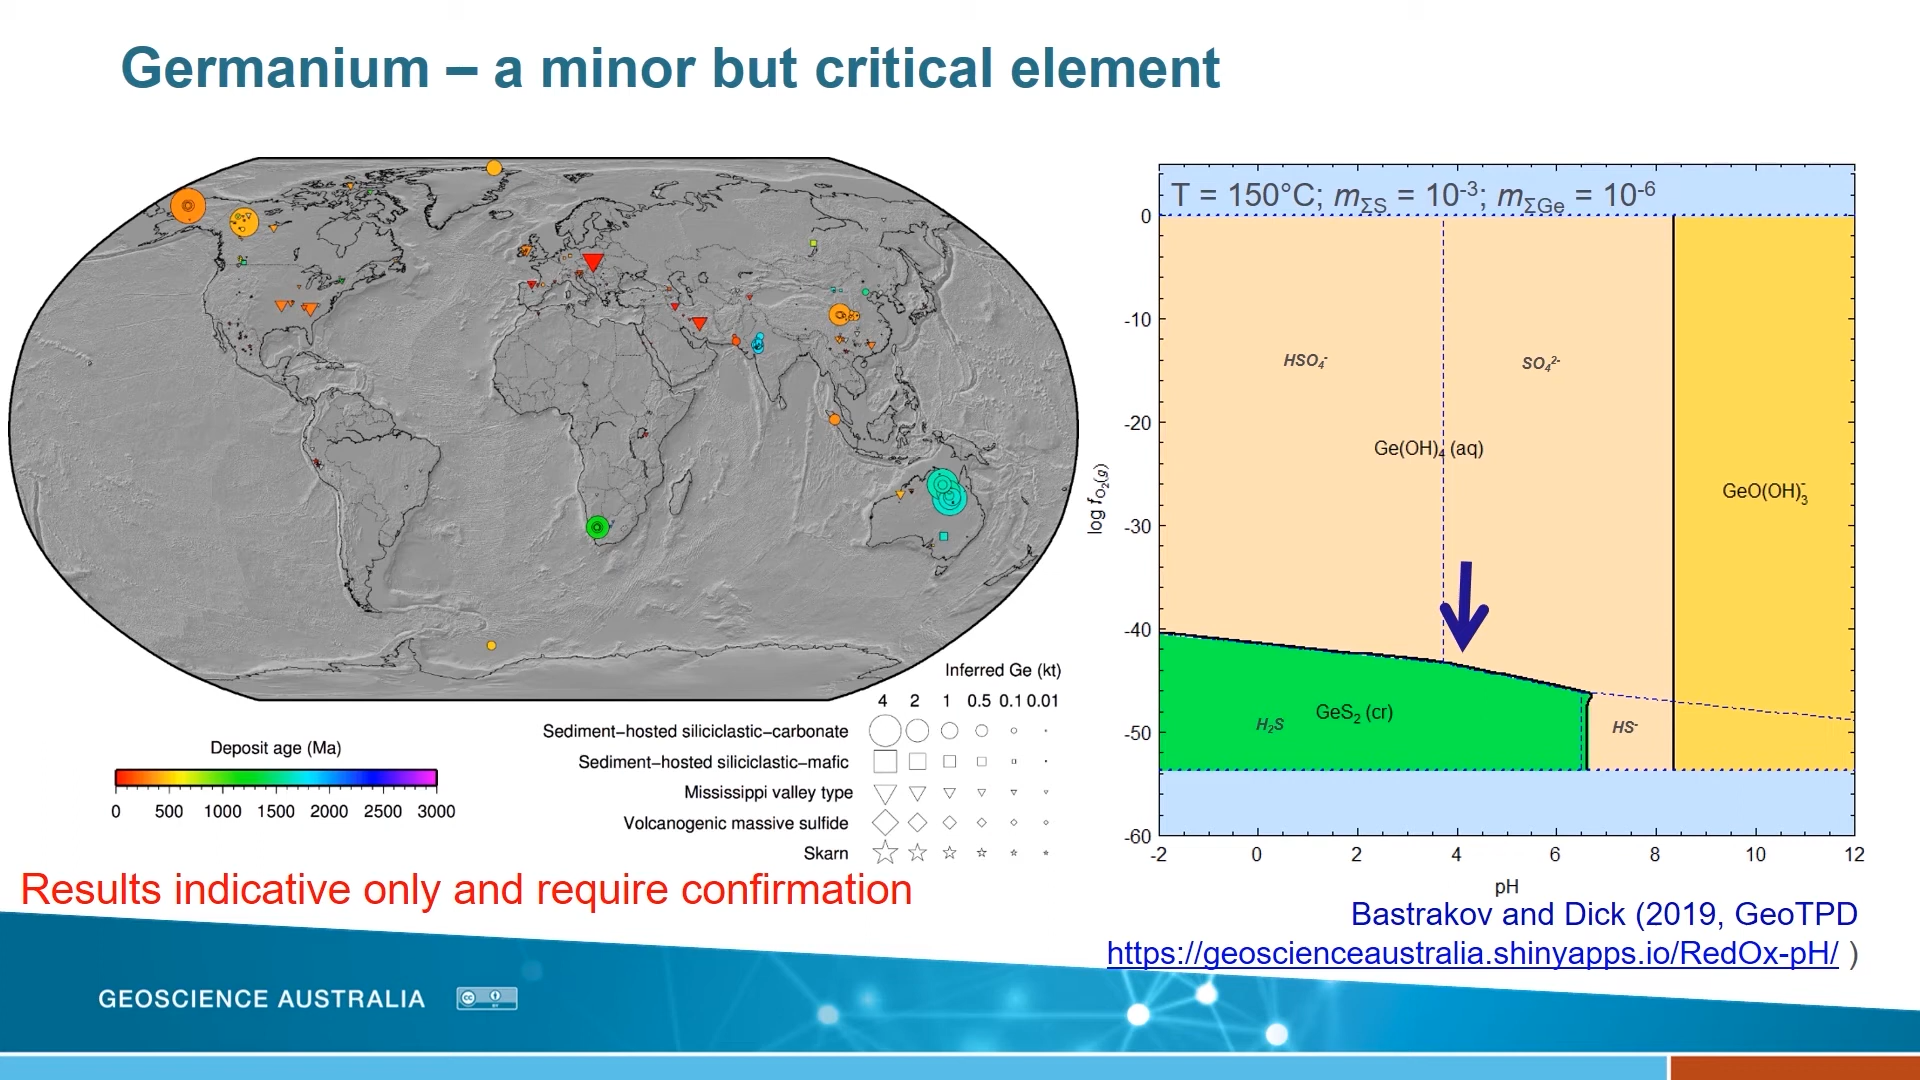 Germanium – a minor but critical element
Inferred Ge (kt)
4 2 1 0.5 0.1 0.01
Sediment−hosted siliciclastic−carbonate
Sediment−hosted siliciclastic−mafic
Mississippi valley type
Volcanogenic massive sulfide
Skarn
Deposit age (Ma)
0 500 1000 1500 2000 2500 3000
T = 150°C; mΣS = 10⁻³; mΣGe = 10⁻⁶
log fO₂(g)
0
-10
-20
-30
-40
-50
-60
HSO₄⁻
SO₄²⁻
Ge(OH)₄ (aq)
GeO(OH)₃⁻
GeS₂ (cr)
H₂S
HS⁻
-2 0 2 4 6 8 10 12
pH
Results indicative only and require confirmation
Bastrakov and Dick (2019, GeoTPD
https://geoscienceaustralia.shinyapps.io/RedOx-pH/ )
GEOSCIENCE AUSTRALIA
cc
BY